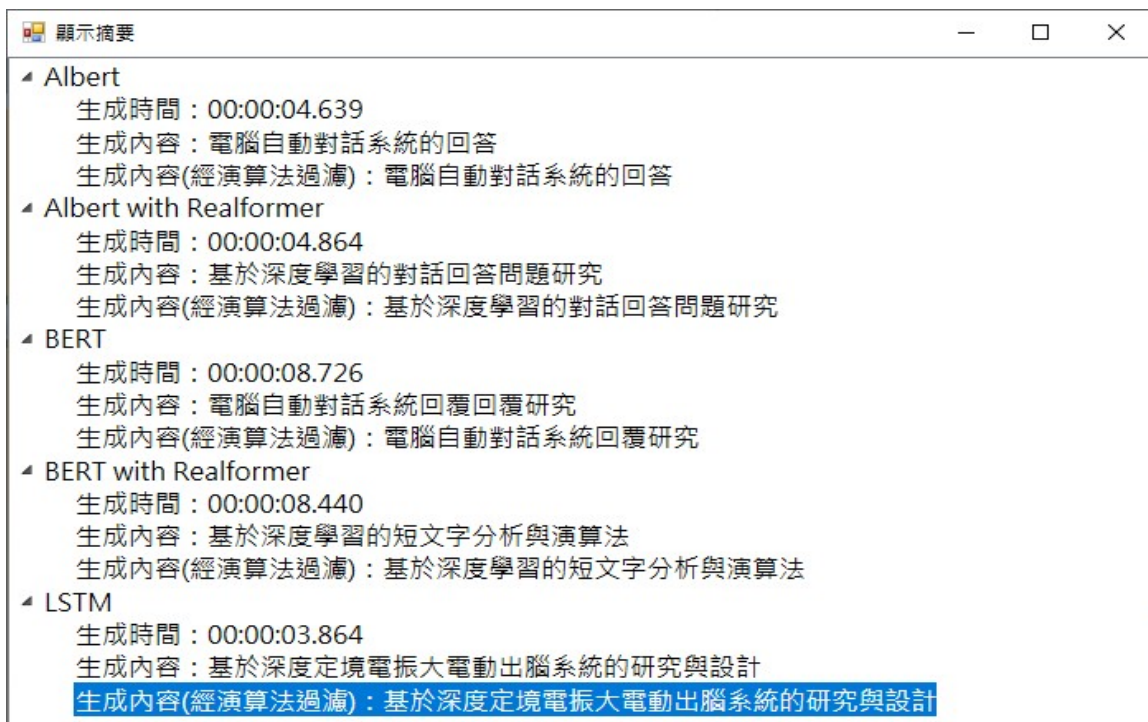 顯示摘要
Albert
生成時間：00:00:04.639
生成內容：電腦自動對話系統的回答
生成內容(經演算法過濾)：電腦自動對話系統的回答
Albert with Realformer
生成時間：00:00:04.864
生成內容：基於深度學習的對話回答問題研究
生成內容(經演算法過濾)：基於深度學習的對話回答問題研究
BERT
生成時間：00:00:08.726
生成內容：電腦自動對話系統回覆回覆研究
生成內容(經演算法過濾)：電腦自動對話系統回覆研究
BERT with Realformer
生成時間：00:00:08.440
生成內容：基於深度學習的短文字分析與演算法
生成內容(經演算法過濾)：基於深度學習的短文字分析與演算法
LSTM
生成時間：00:00:03.864
生成內容：基於深度定境電振大電動出腦系統的研究與設計
生成內容(經演算法過濾)：基於深度定境電振大電動出腦系統的研究與設計